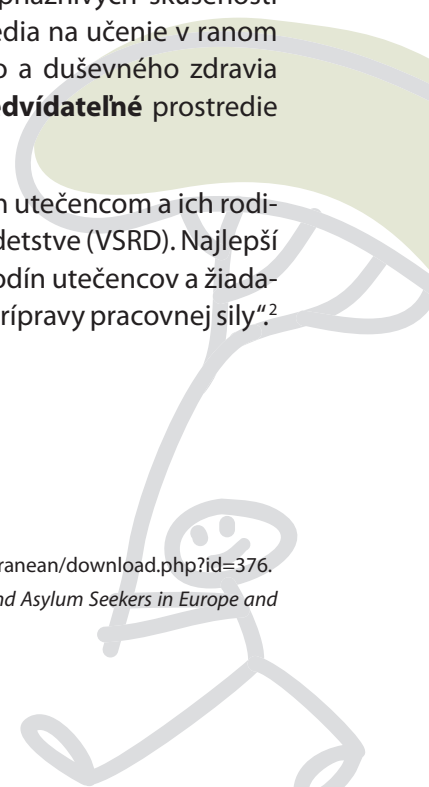 priaznivých skúseností
edia na učenie v ranom
o a duševného zdravia
edvídateľné prostredie
n utečencom a ich rodi-
detstve (VSRD). Najlepší
odín utečencov a žiada-
rípravy pracovnej sily“.²
ranean/download.php?id=376.
nd Asylum Seekers in Europe and